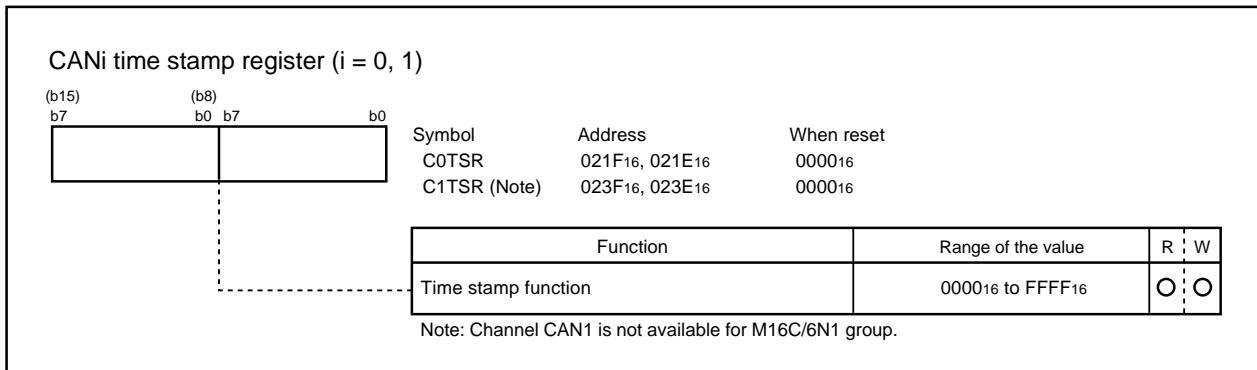 CANi time stamp register (i = 0, 1)
(b15) (b8)
b7 b0 b7 b0
Symbol Address When reset
C0TSR 021F16, 021E16 000016
C1TSR (Note) 023F16, 023E16 000016
Function Range of the value R W
Time stamp function 000016 to FFFF16 O O
Note: Channel CAN1 is not available for M16C/6N1 group.